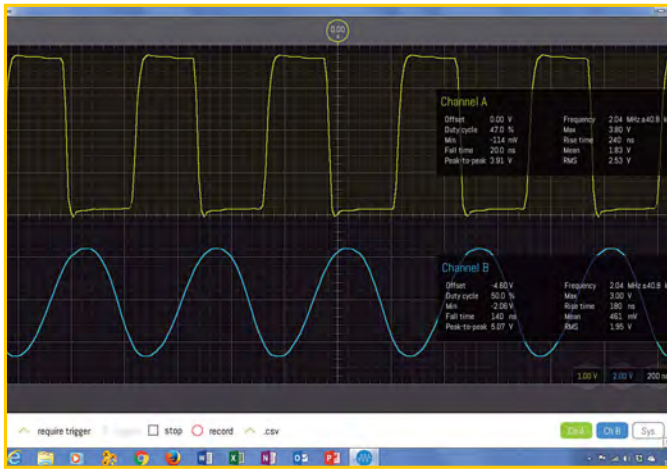 0.00
s
Channel A
Offset 0.00 V Frequency 2.04 MHz ±40.8
Duty cycle 47.0 % Max 3.80 V
Min -114 mV Rise time 240 ns
Fall time 20.0 ns Mean 1.83 V
Peak-to-peak 3.91 V RMS 2.53 V
Channel B
Offset -4.60 V Frequency 2.04 MHz ±40.8
Duty cycle 50.0 % Max 3.00 V
Min -2.06 V Rise time 180 ns
Fall time 140 ns Mean 461 mV
Peak-to-peak 5.07 V RMS 1.95 V
1.00 V 2.00 V 200 n
require trigger stop record .csv Ch A Ch B Sys